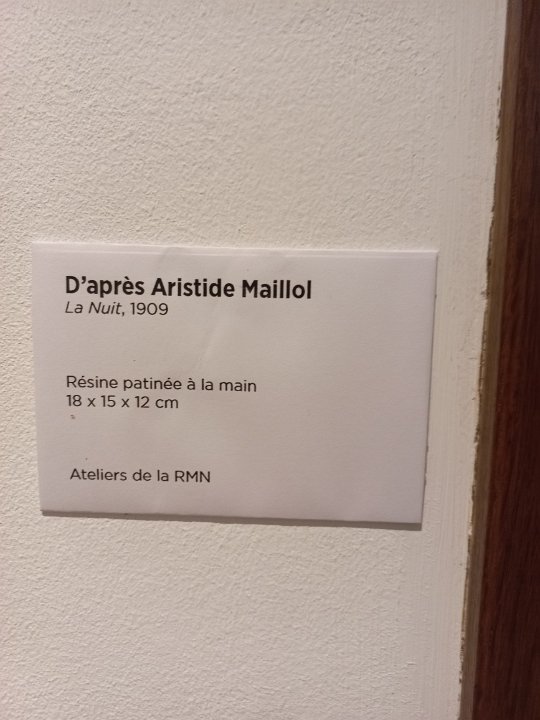 D'après Aristide Maillol
La Nuit, 1909
Résine patinée à la main
18 x 15 x 12 cm
Ateliers de la RMN